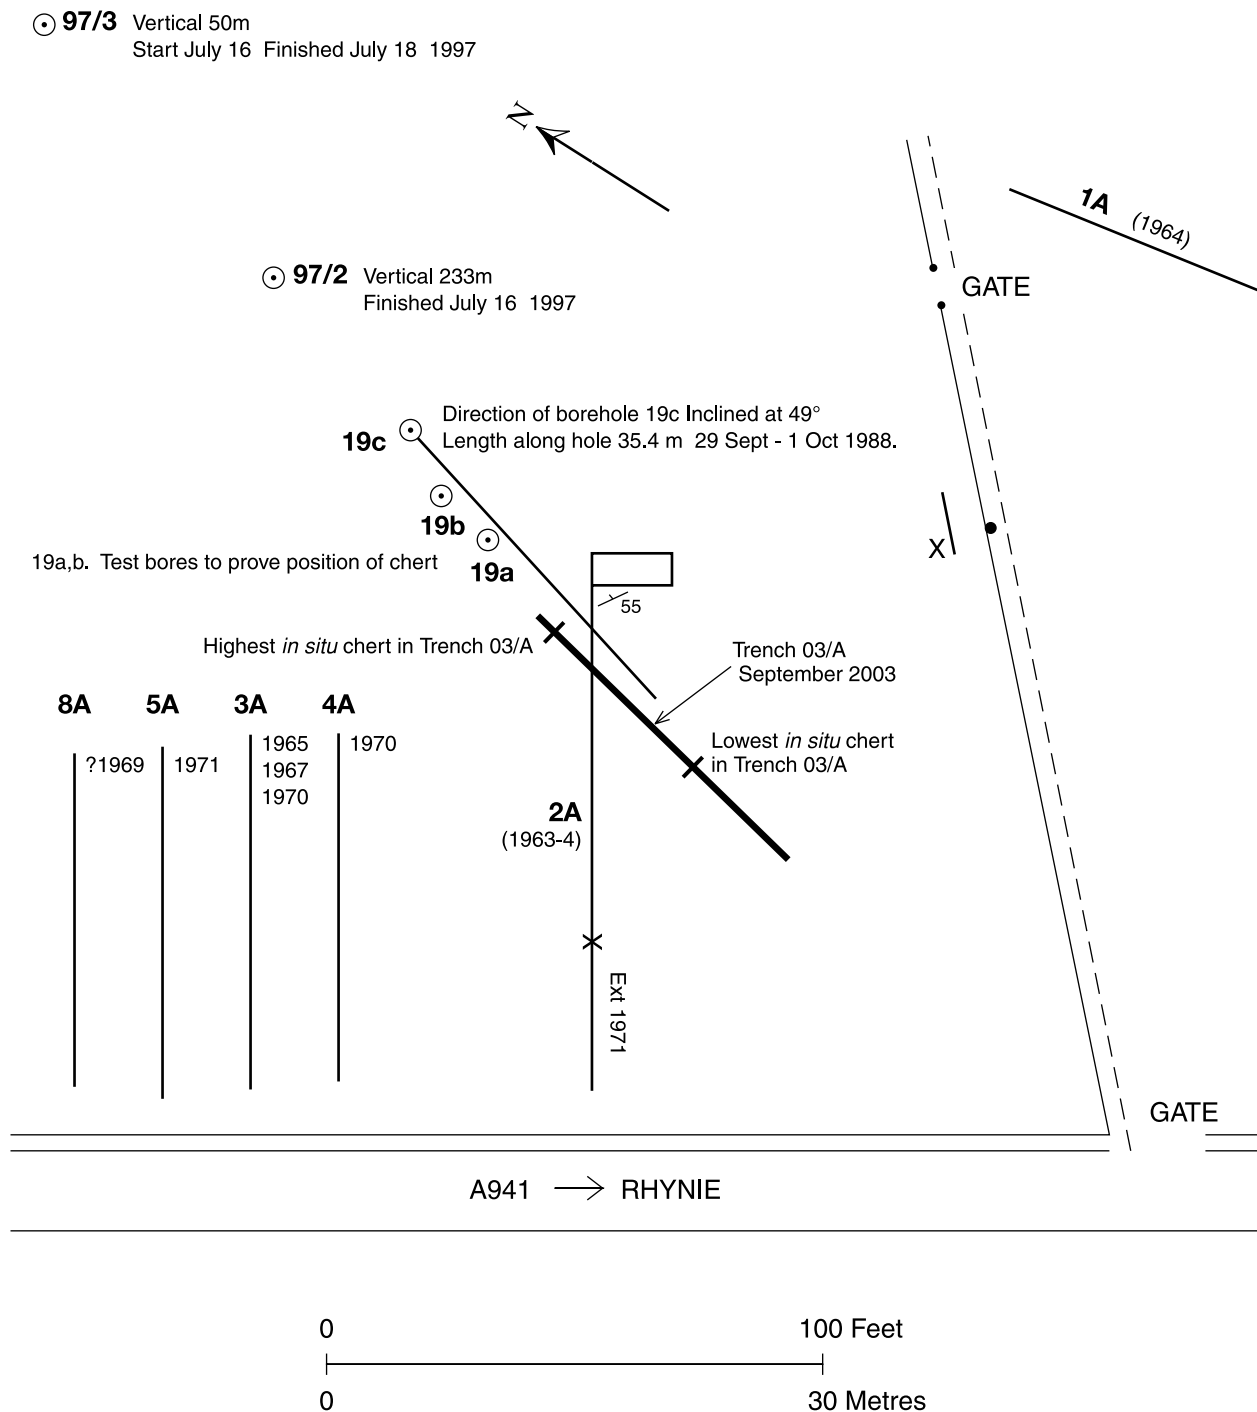 97/3 Vertical 50m
Start July 16 Finished July 18 1997
N
1A (1964)
97/2 Vertical 233m
Finished July 16 1997
GATE
Direction of borehole 19c Inclined at 49°
19c Length along hole 35.4 m 29 Sept - 1 Oct 1988.
19b
X
19a,b. Test bores to prove position of chert
19a
55
Highest in situ chert in Trench 03/A
Trench 03/A
September 2003
8A 5A 3A 4A
?1969 1971 1965 1970
1967
1970
Lowest in situ chert
in Trench 03/A
2A
(1963-4)
Ext 1971
GATE
A941 → RHYNIE
0 100 Feet
0 30 Metres